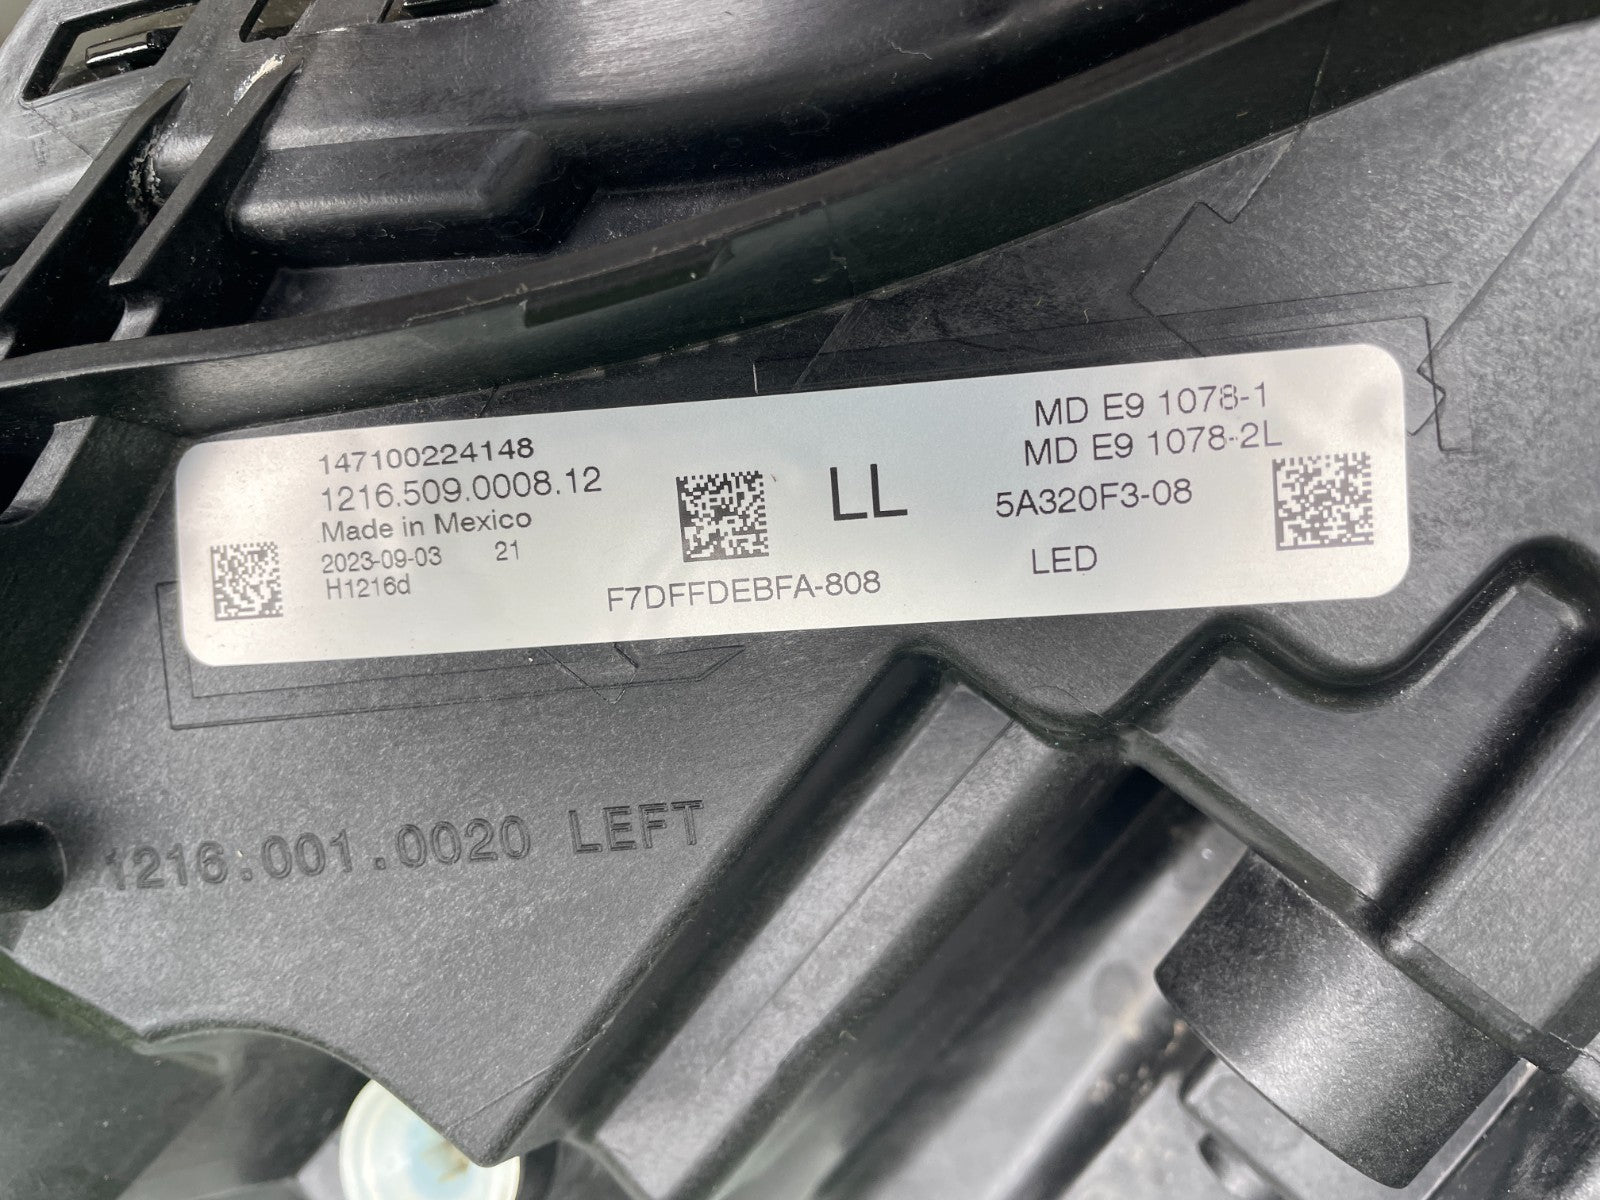 147100224148
1216.509.0008.12
Made in Mexico
2023-09-03 21
H1216d
F7DFFDEBFA-808
LL
MD E9 1078-1
MD E9 1078-2L
5A320F3-08
LED
1216.001.0020 LEFT